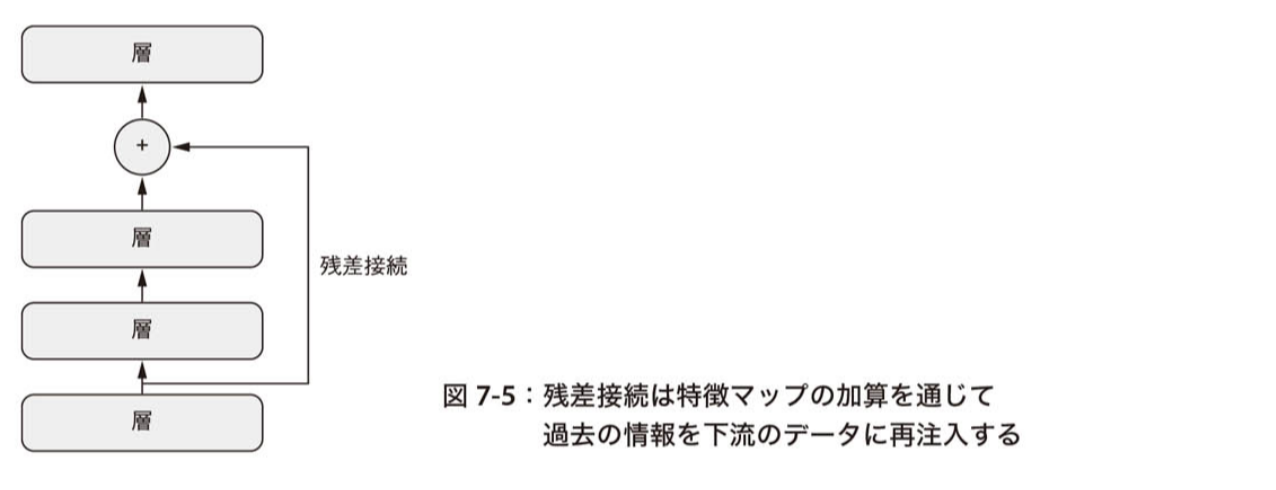 層
+
層
残差接続
層
層
図 7-5：残差接続は特徴マップの加算を通じて
過去の情報を下流のデータに再注入する